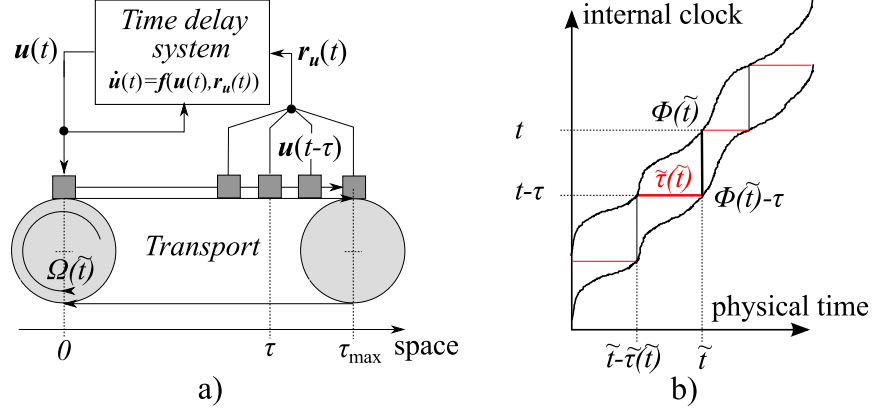 Time delay
system
u̇(t)=f(u(t),r_u(t))
u(t)
r_u(t)
u(t-τ)
Transport
Ω(t̃)
0
τ
τ_max
space
a)
internal clock
Φ(t̃)
t
τ̃(t̃)
t-τ
Φ(t̃)-τ
physical time
t̃-τ̃(t̃)
t̃
b)